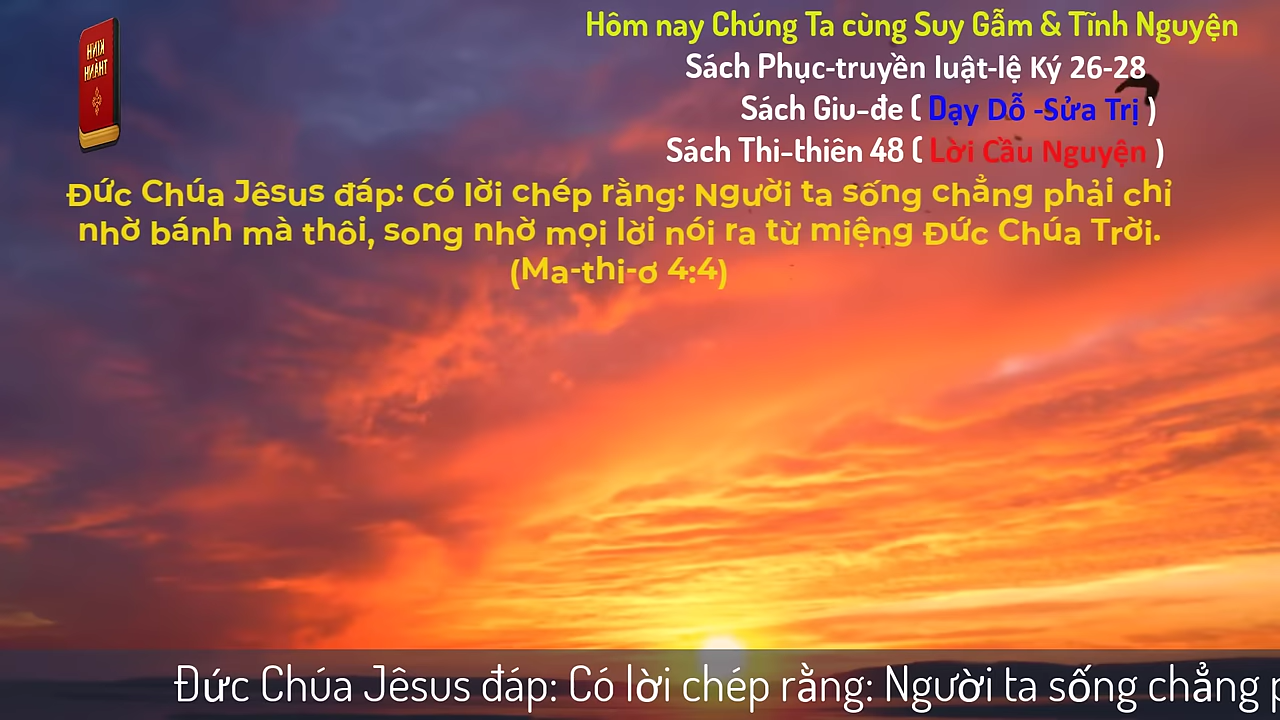 Hôm nay Chúng Ta cùng Suy Gẫm & Tĩnh Nguyện
Sách Phục-truyền luật-lệ Ký 26-28
Sách Giu-đe ( Dạy Dỗ -Sửa Trị )
Sách Thi-thiên 48 ( Lời Cầu Nguyện )
KINH
THÁNH
Đức Chúa Jêsus đáp: Có lời chép rằng: Người ta sống chẳng phải chỉ
nhờ bánh mà thôi, song nhờ mọi lời nói ra từ miệng Đức Chúa Trời.
(Ma-thi-ơ 4:4)
Đức Chúa Jêsus đáp: Có lời chép rằng: Người ta sống chẳng p